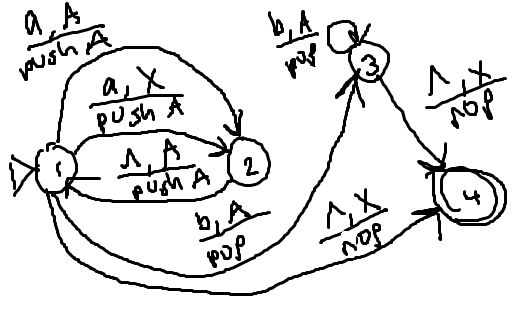 a, A
push A
b, A
pop
a, X
push A
Λ, X
nop
1
Λ, A
push A
2
3
b, A
pop
Λ, X
nop
4